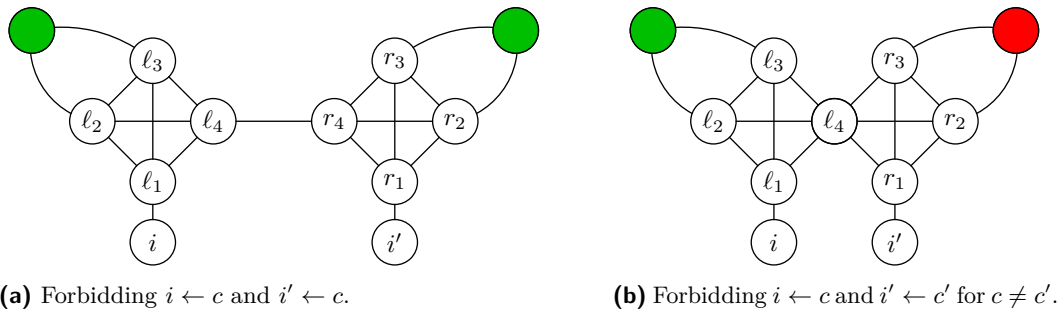 ℓ3 r3 ℓ3 r3
ℓ2 ℓ4 r4 r2 ℓ2 ℓ4 r2
ℓ1 r1 ℓ1 r1
i i′ i i′
(a) Forbidding i ← c and i′ ← c.
(b) Forbidding i ← c and i′ ← c′ for c ≠ c′.